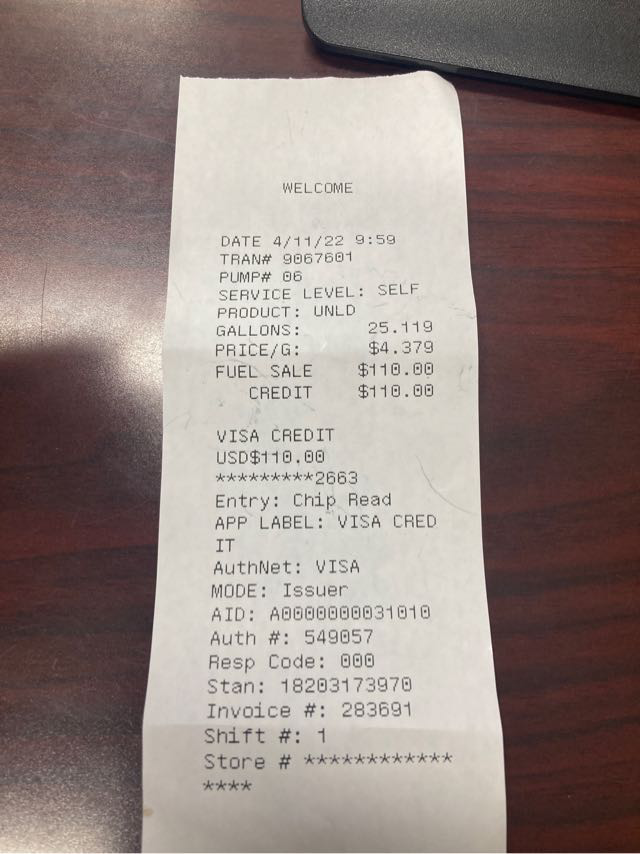 WELCOME
DATE 4/11/22 9:59
TRAN# 9067601
PUMP# 06
SERVICE LEVEL: SELF
PRODUCT: UNLD
GALLONS: 25.119
PRICE/G: $4.379
FUEL SALE $110.00
CREDIT $110.00
VISA CREDIT
USD$110.00
*********2663
Entry: Chip Read
APP LABEL: VISA CRED
IT
AuthNet: VISA
MODE: Issuer
AID: A0000000031010
Auth #: 549057
Resp Code: 000
Stan: 18203173970
Invoice #: 283691
Shift #: 1
Store # ************
****